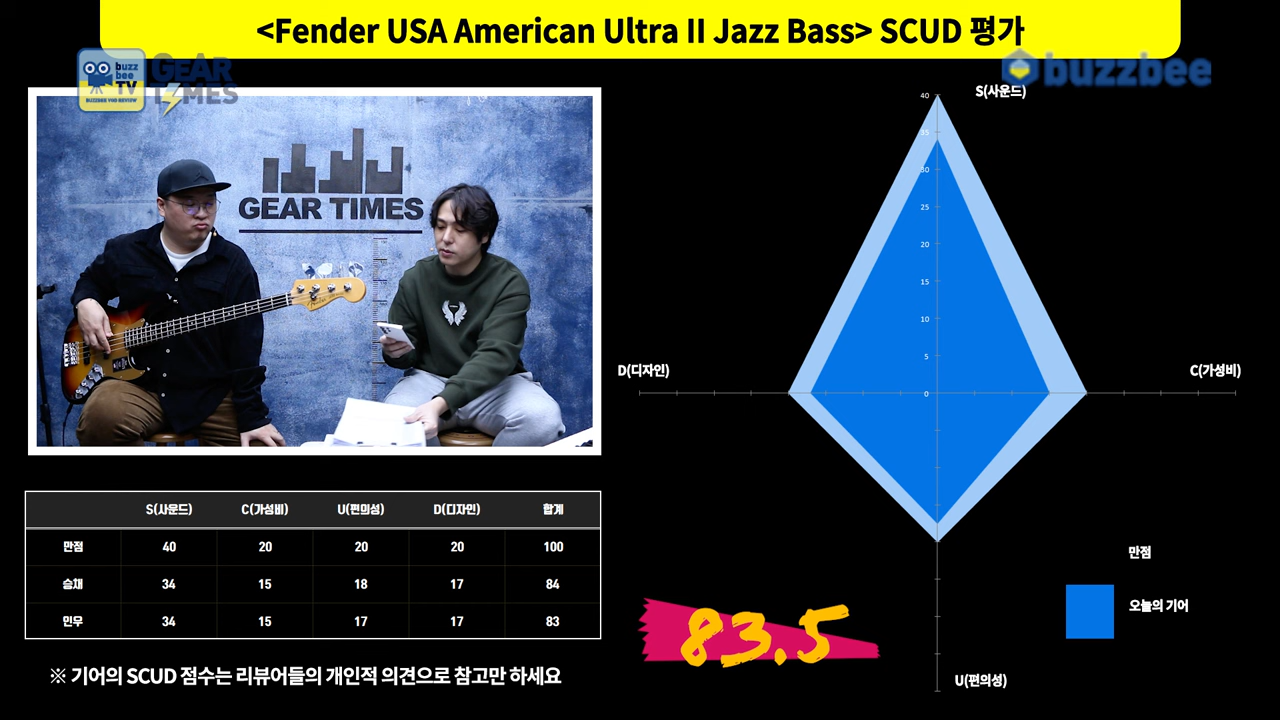 <Fender USA American Ultra II Jazz Bass> SCUD 평가
buzz
bee
TV
BUZZBEE VOD REVIEW
GEAR
TIMES
buzzbee
GEAR TIMES
S(사운드)
40
35
30
25
20
15
10
5
0
D(디자인)
C(가성비)
U(편의성)
만점
오늘의 기어
S(사운드) C(가성비) U(편의성) D(디자인) 합계
만점 40 20 20 20 100
승채 34 15 18 17 84
민우 34 15 17 17 83
83.5
※ 기어의 SCUD 점수는 리뷰어들의 개인적 의견으로 참고만 하세요